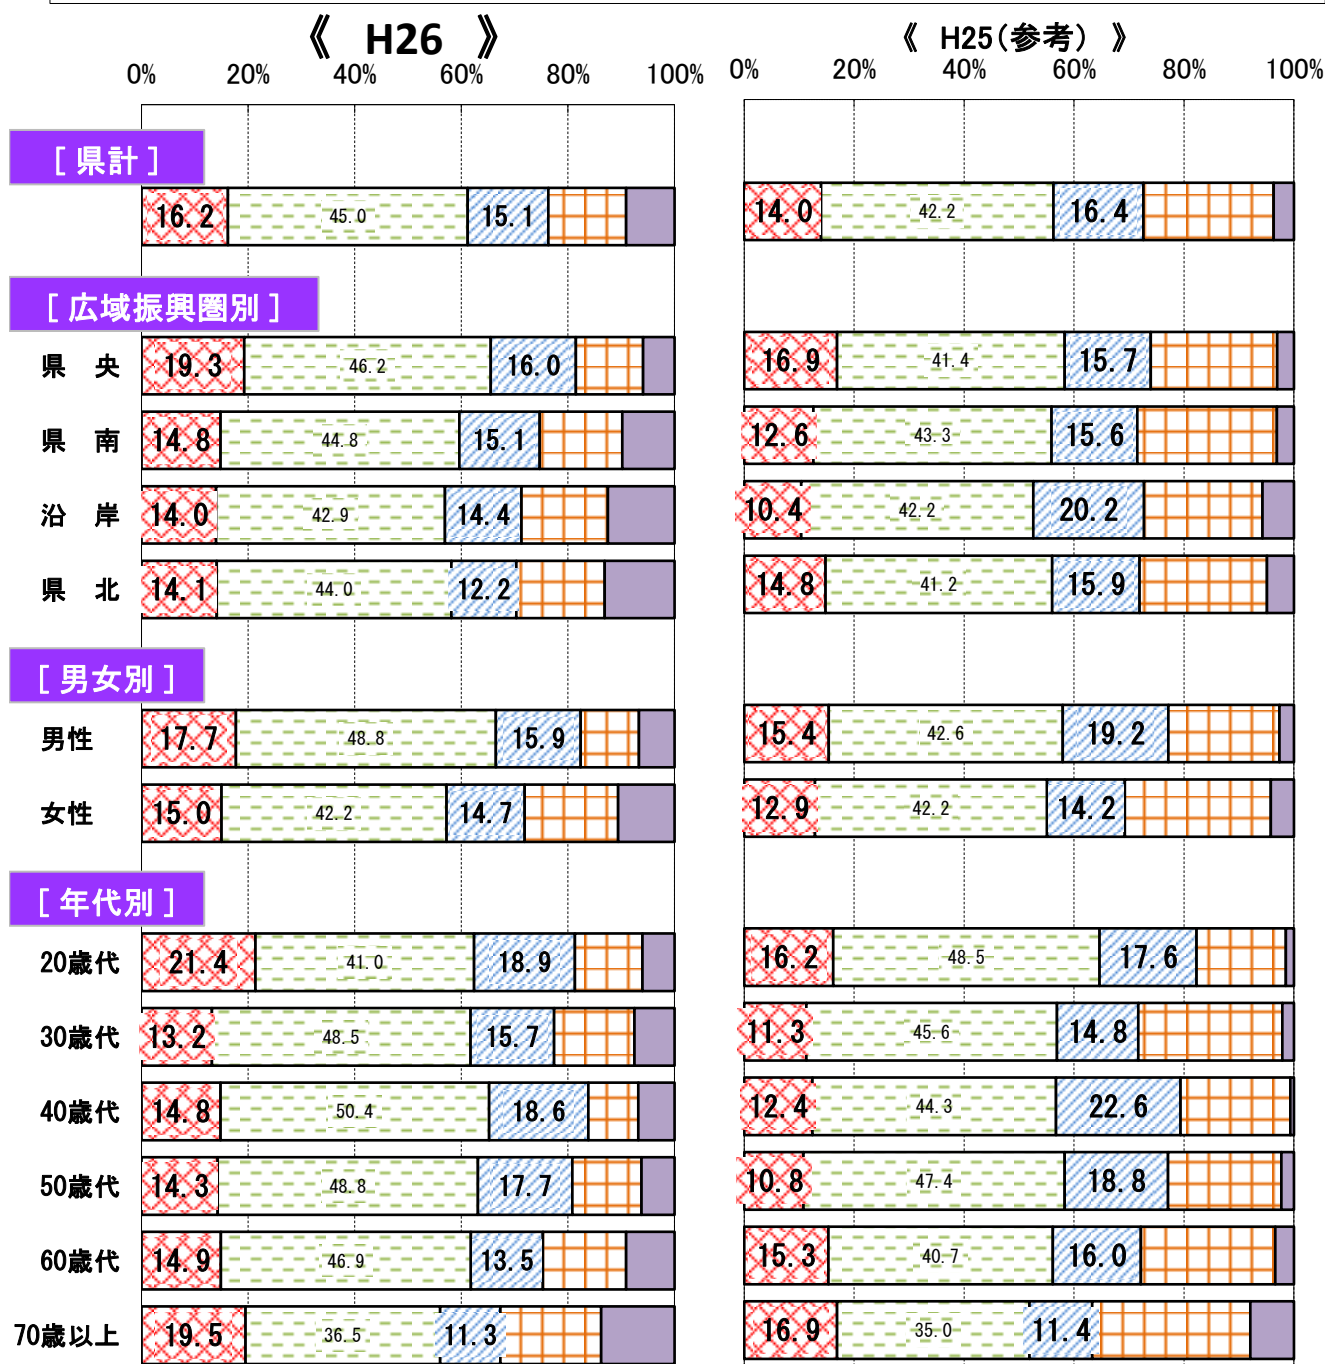 《 H26 》
《 H25（参考） 》
0% 20% 40% 60% 80% 100%
0% 20% 40% 60% 80% 100%
[ 県計 ]
16.2 45.0 15.1
14.0 42.2 16.4
[ 広域振興圏別 ]
県 央 19.3 46.2 16.0
16.9 41.4 15.7
県 南 14.8 44.8 15.1
12.6 43.3 15.6
沿 岸 14.0 42.9 14.4
10.4 42.2 20.2
県 北 14.1 44.0 12.2
14.8 41.2 15.9
[ 男女別 ]
男性 17.7 48.8 15.9
15.4 42.6 19.2
女性 15.0 42.2 14.7
12.9 42.2 14.2
[ 年代別 ]
20歳代 21.4 41.0 18.9
16.2 48.5 17.6
30歳代 13.2 48.5 15.7
11.3 45.6 14.8
40歳代 14.8 50.4 18.6
12.4 44.3 22.6
50歳代 14.3 48.8 17.7
10.8 47.4 18.8
60歳代 14.9 46.9 13.5
15.3 40.7 16.0
70歳以上 19.5 36.5 11.3
16.9 35.0 11.4